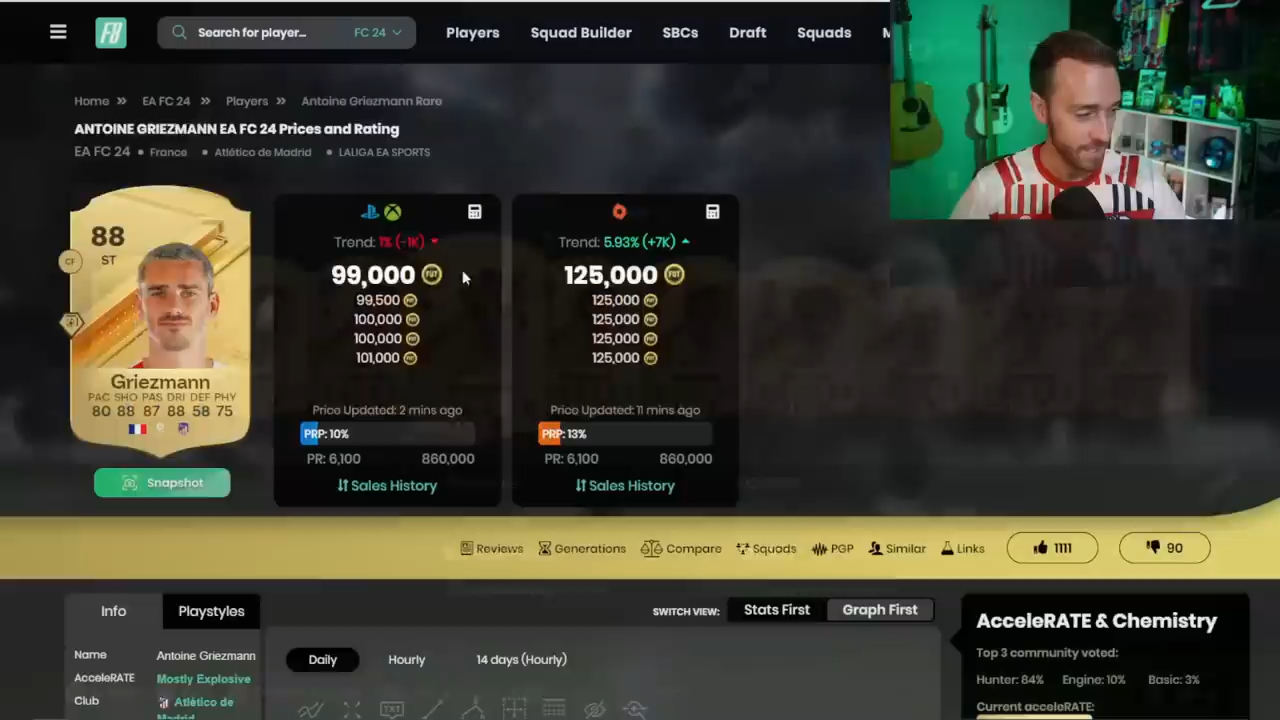 FB
Search for player...
FC 24
Players
Squad Builder
SBCs
Draft
Squads
Home » EA FC 24 » Players » Antoine Griezmann Rare
ANTOINE GRIEZMANN EA FC 24 Prices and Rating
EA FC 24 • France • Atlético de Madrid • LALIGA EA SPORTS
88
ST
CF
Griezmann
PAC SHO PAS DRI DEF PHY
80 88 87 88 58 75
Snapshot
Trend: 1% (-1K)
99,000 FUT
99,500
100,000
100,000
101,000
Price Updated: 2 mins ago
PRP: 10%
PR: 6,100 860,000
Sales History
Trend: 5.93% (+7K)
125,000 FUT
125,000
125,000
125,000
125,000
Price Updated: 11 mins ago
PRP: 13%
PR: 6,100 860,000
Sales History
Reviews
Generations
Compare
Squads
PGP
Similar
Links
1111
90
Info
Playstyles
SWITCH VIEW:
Stats First
Graph First
Name Antoine Griezmann
AcceleRATE Mostly Explosive
Club Atlético de
Madrid
Daily
Hourly
14 days (Hourly)
TXT
AcceleRATE & Chemistry
Top 3 community voted:
Hunter: 84% Engine: 10% Basic: 3%
Current acceleRATE: